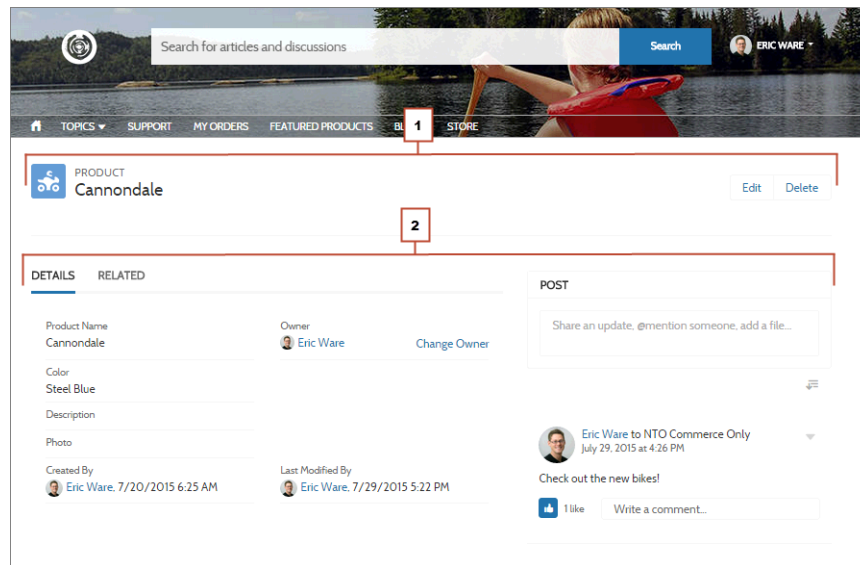 Search for articles and discussions
Search
ERIC WARE
TOPICS SUPPORT MY ORDERS FEATURED PRODUCTS STORE
1
PRODUCT
Cannondale
Edit Delete
2
DETAILS RELATED
POST
Product Name
Cannondale
Owner
Eric Ware
Change Owner
Share an update, @mention someone, add a file...
Color
Steel Blue
Description
Photo
Created By
Eric Ware, 7/20/2015 6:25 AM
Last Modified By
Eric Ware, 7/29/2015 5:22 PM
Eric Ware to NTO Commerce Only
July 29, 2015 at 4:26 PM
Check out the new bikes!
1 like
Write a comment...